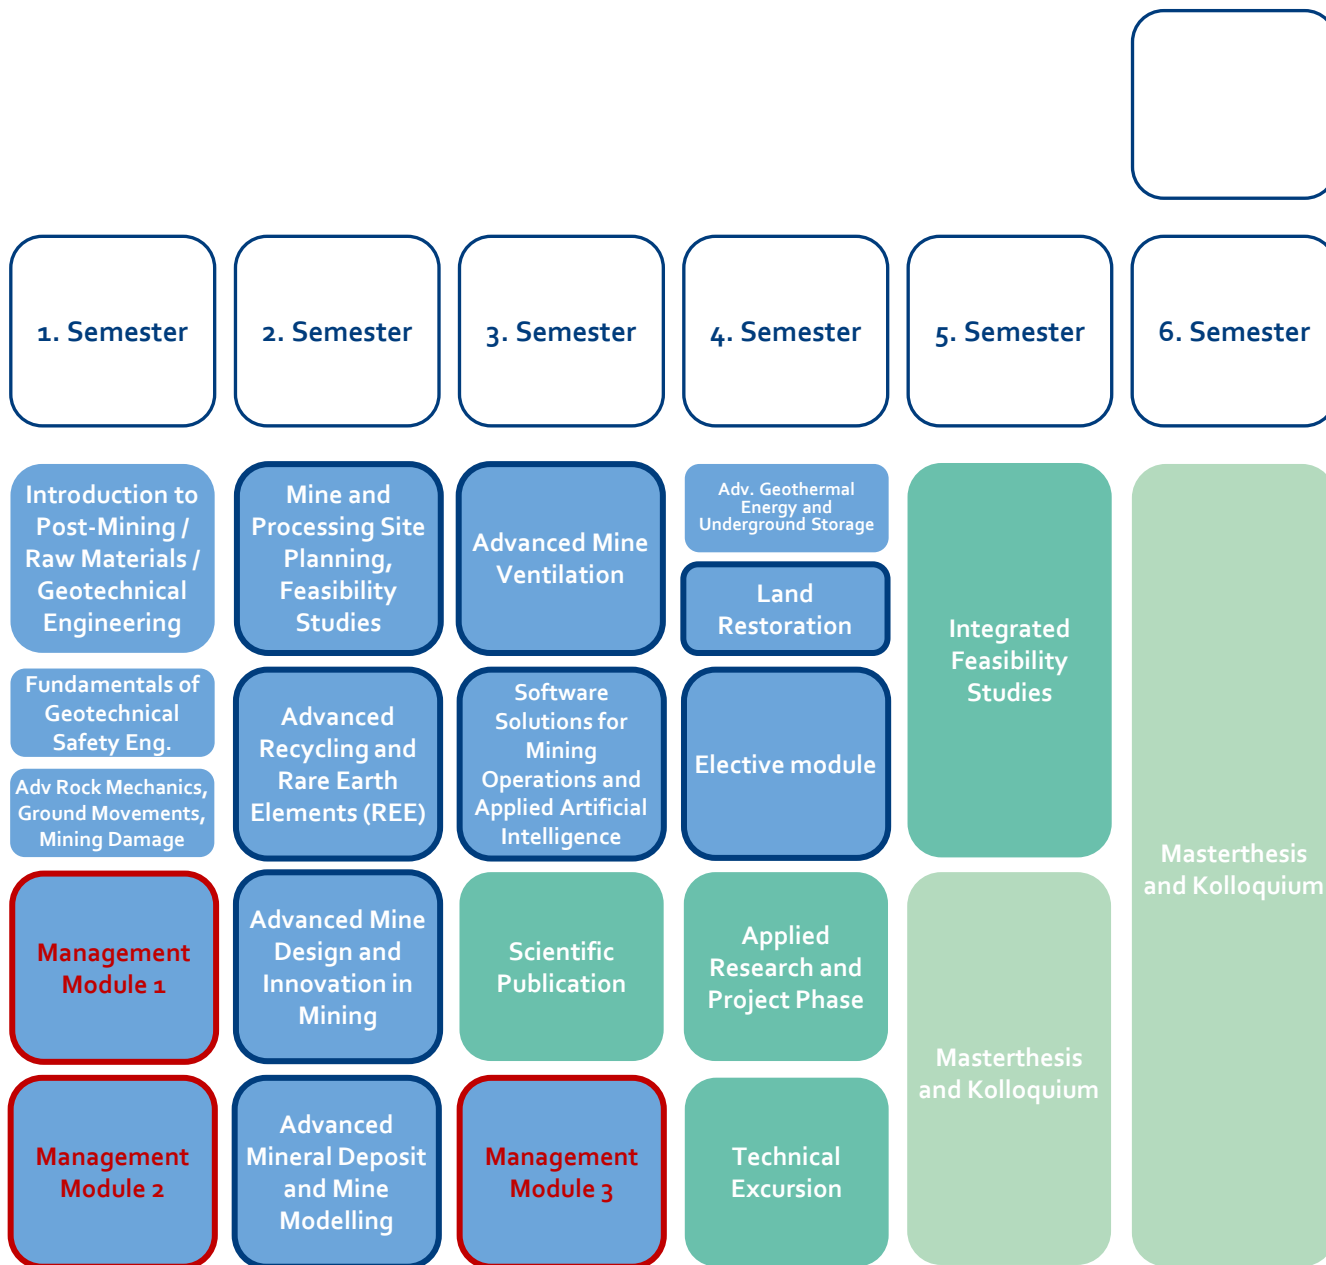 1. Semester
2. Semester
3. Semester
4. Semester
5. Semester
6. Semester
Introduction to
Post-Mining /
Raw Materials /
Geotechnical
Engineering
Fundamentals of
Geotechnical
Safety Eng.
Adv Rock Mechanics,
Ground Movements,
Mining Damage
Management
Module 1
Management
Module 2
Mine and
Processing Site
Planning,
Feasibility
Studies
Advanced
Recycling and
Rare Earth
Elements (REE)
Advanced Mine
Design and
Innovation in
Mining
Advanced
Mineral Deposit
and Mine
Modelling
Advanced Mine
Ventilation
Software
Solutions for
Mining
Operations and
Applied Artificial
Intelligence
Scientific
Publication
Management
Module 3
Adv. Geothermal
Energy and
Underground Storage
Land
Restoration
Elective module
Applied
Research and
Project Phase
Technical
Excursion
Integrated
Feasibility
Studies
Masterthesis
and Kolloquium
Masterthesis
and Kolloquium